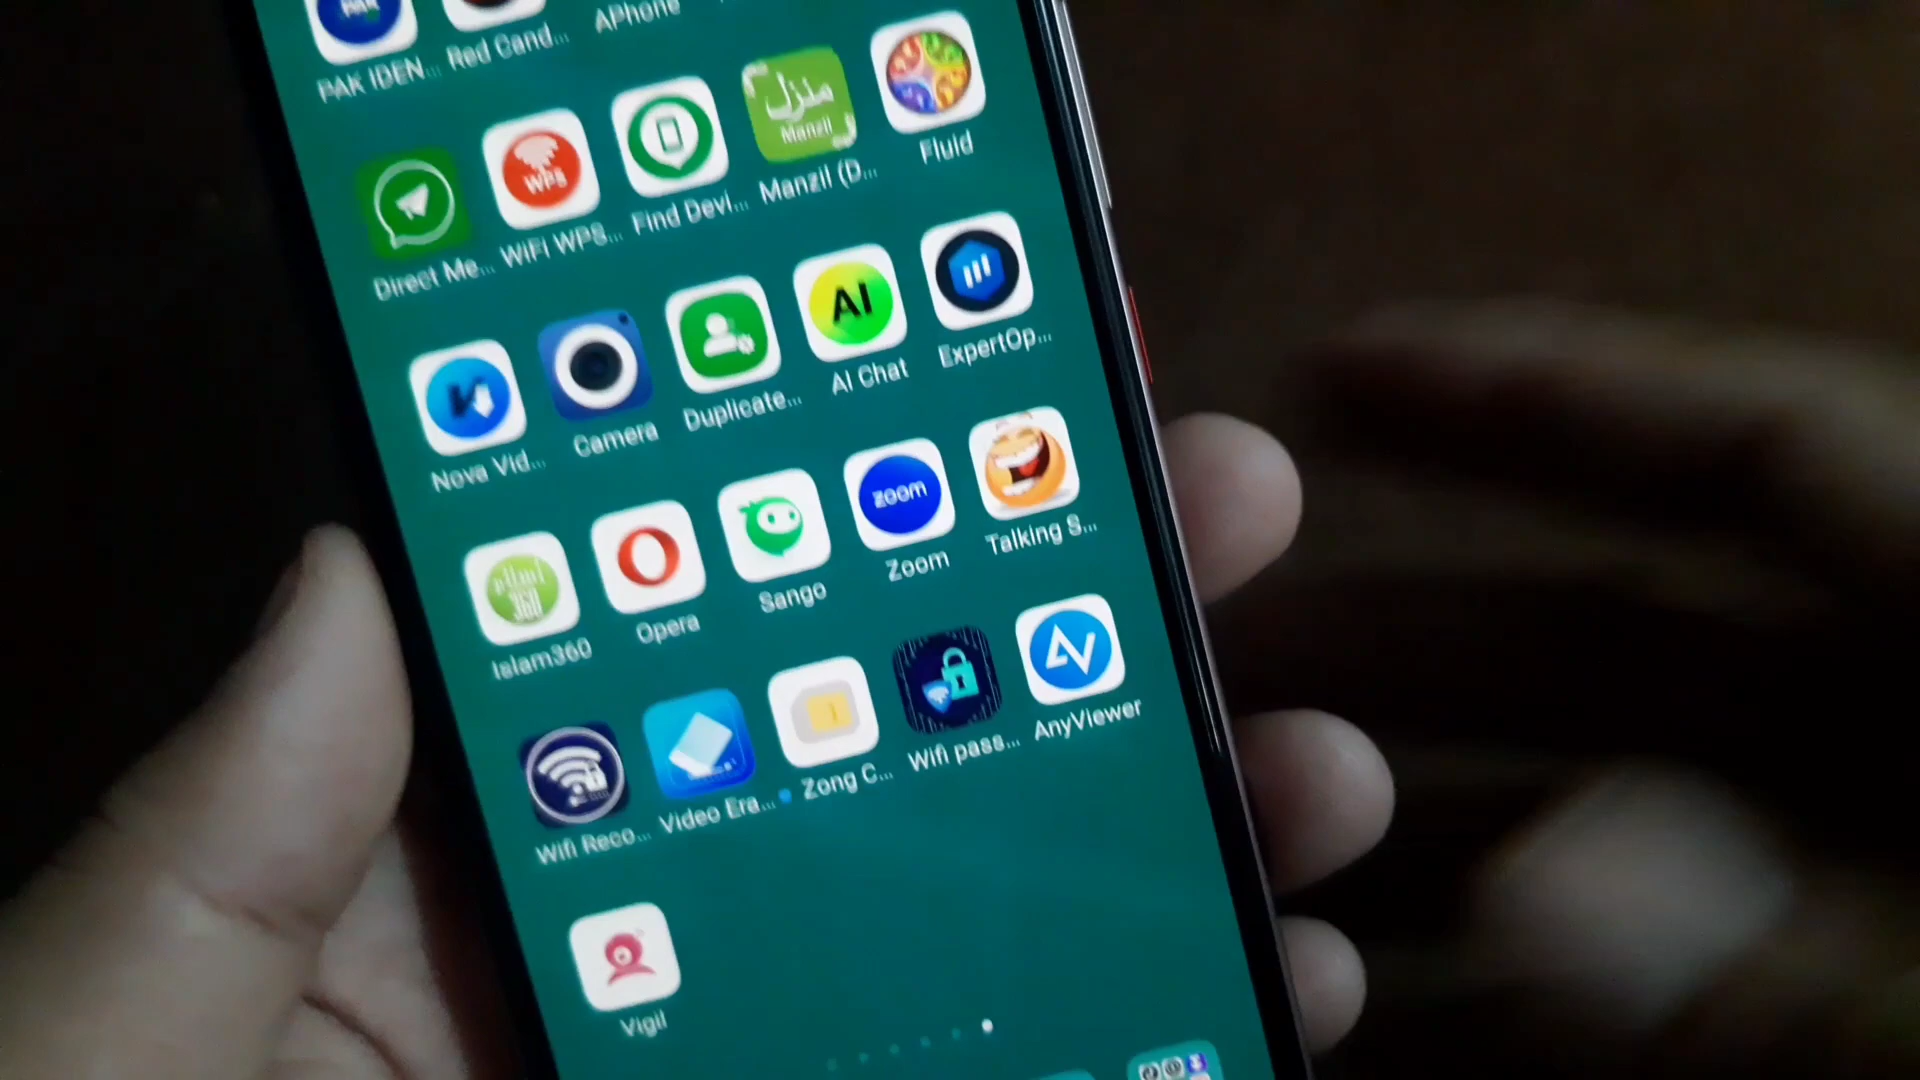 PAK IDEN... Red Cand... APhone
WPS
منزل
Manzil
Direct Me... WiFi WPS... Find Devi... Manzil (D... Fluid
AI
Nova Vid... Camera Duplicate... AI Chat ExpertOp...
zoom
360
Islam360 Opera Sango Zoom Talking S...
Wifi Reco... Video Era... Zong C... Wifi pass... AnyViewer
Vigil